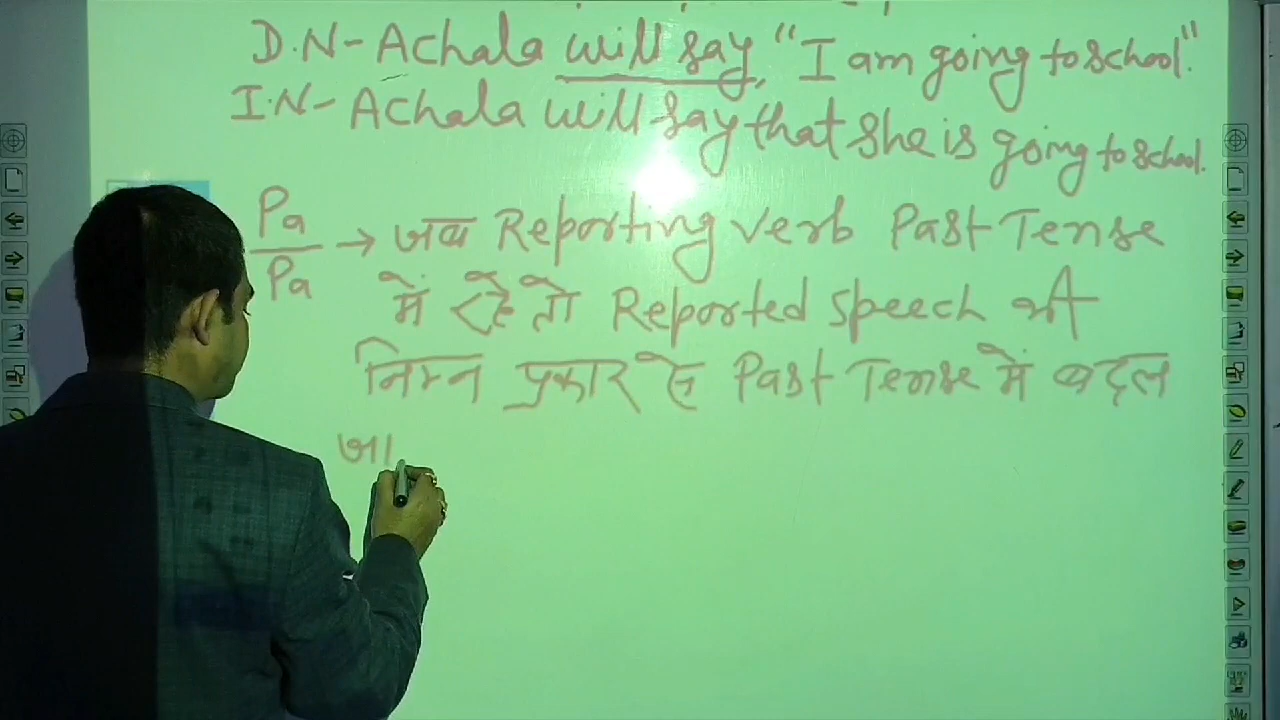 D.N- Achala will say, "I am going to school."
I.N- Achala will say that she is going to school.
Pa/Pa → जब Reporting verb Past Tense
में रहे तो Reported speech भी
निम्न प्रकार से Past Tense में बदल
जा